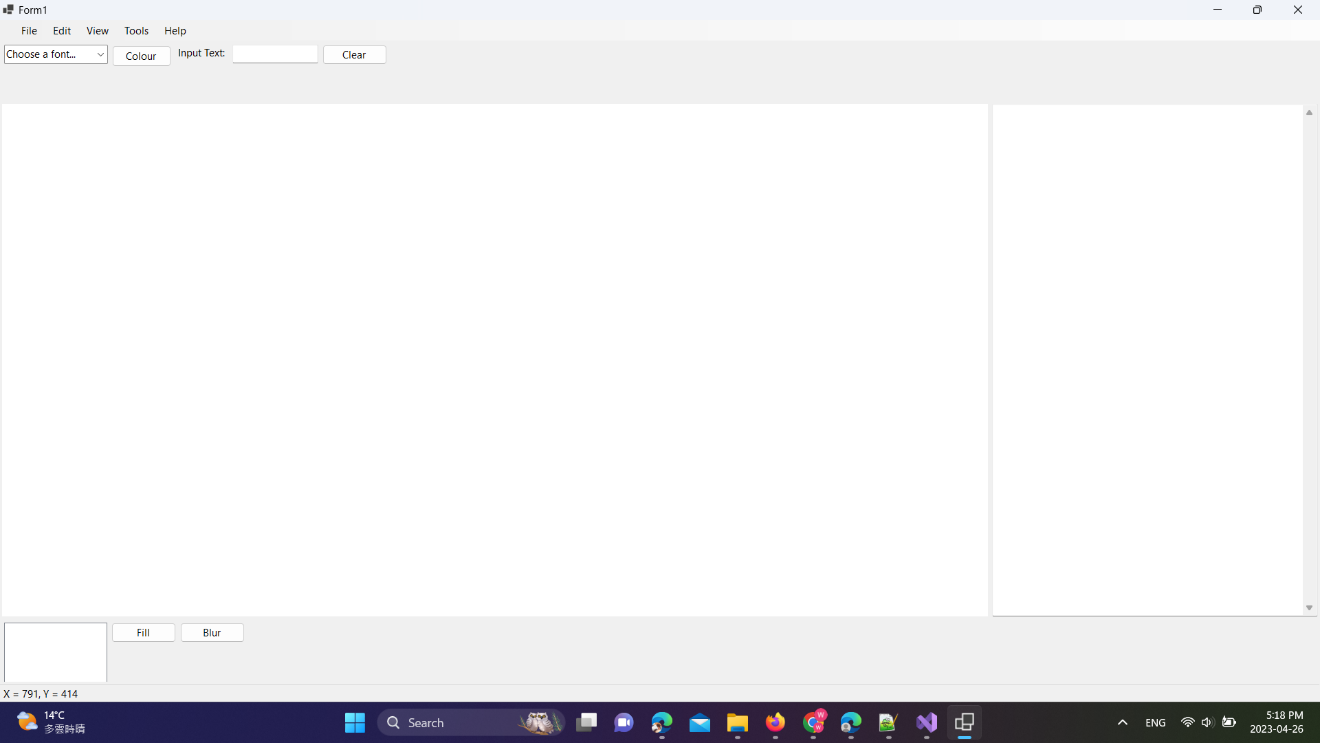 Form1
File Edit View Tools Help
Choose a font... Colour Input Text: Clear
Fill Blur
X = 791, Y = 414
14°C
多雲時晴
Search
W
W
ENG
5:18 PM
2023-04-26